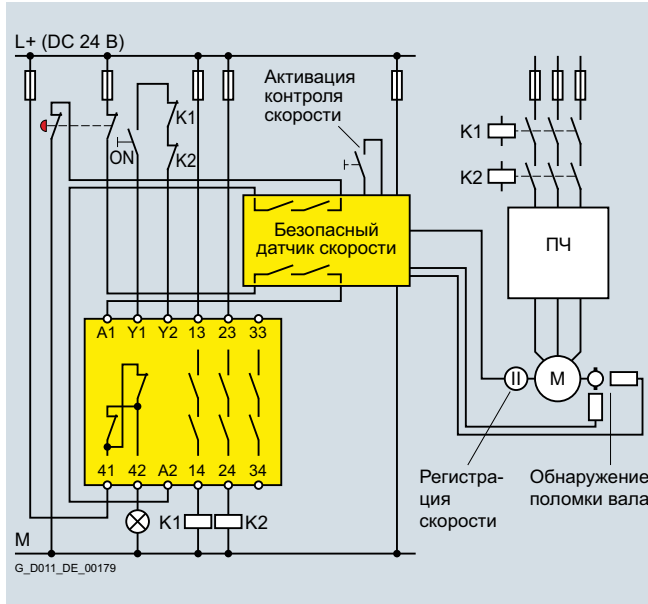 L+ (DC 24 В)
Активация
контроля
скорости
K1
K2
ON
K1
K2
Безопасный
датчик скорости
ПЧ
A1 Y1 Y2 13 23 33
II
M
41 42 A2 14 24 34
K1
K2
Регистра-
ция
скорости
Обнаружение
поломки вала
M
G_D011_DE_00179